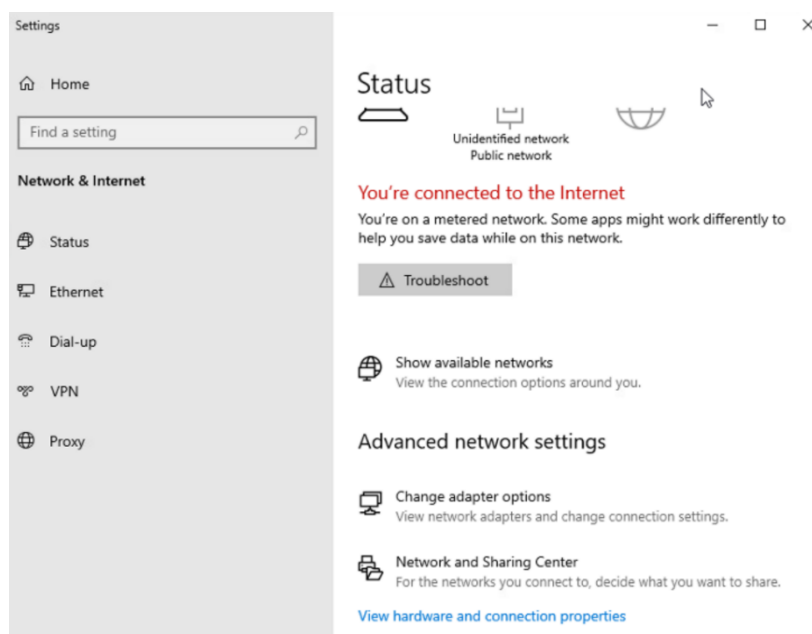 Settings
Home
Find a setting
Network & Internet
Status
Ethernet
Dial-up
VPN
Proxy
Status
Unidentified network
Public network
You're connected to the Internet
You're on a metered network. Some apps might work differently to
help you save data while on this network.
Troubleshoot
Show available networks
View the connection options around you.
Advanced network settings
Change adapter options
View network adapters and change connection settings.
Network and Sharing Center
For the networks you connect to, decide what you want to share.
View hardware and connection properties